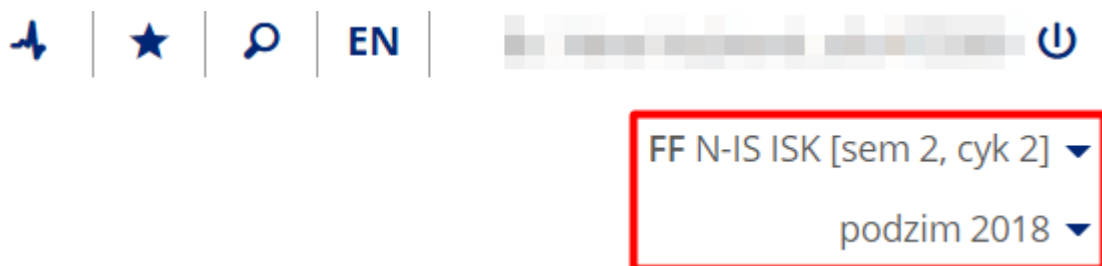 EN
FF N-IS ISK [sem 2, cyk 2]
podzim 2018